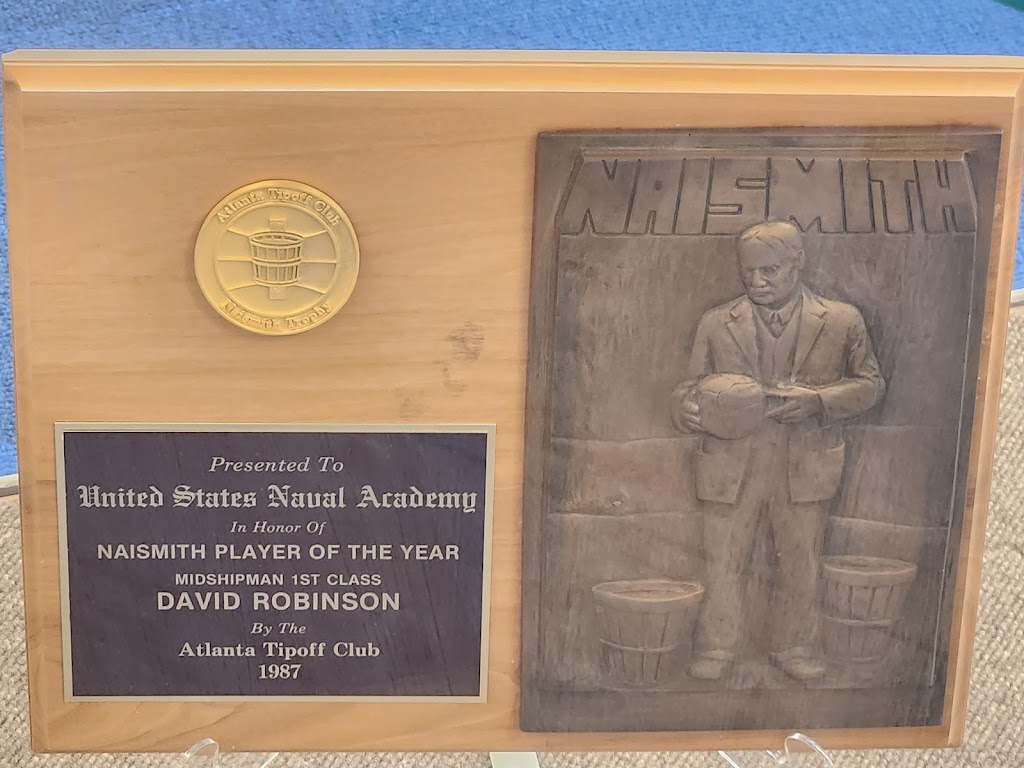 Atlanta Tipoff Club
Naismith Trophy
NAISMITH
Presented To
United States Naval Academy
In Honor Of
NAISMITH PLAYER OF THE YEAR
MIDSHIPMAN 1ST CLASS
DAVID ROBINSON
By The
Atlanta Tipoff Club
1987